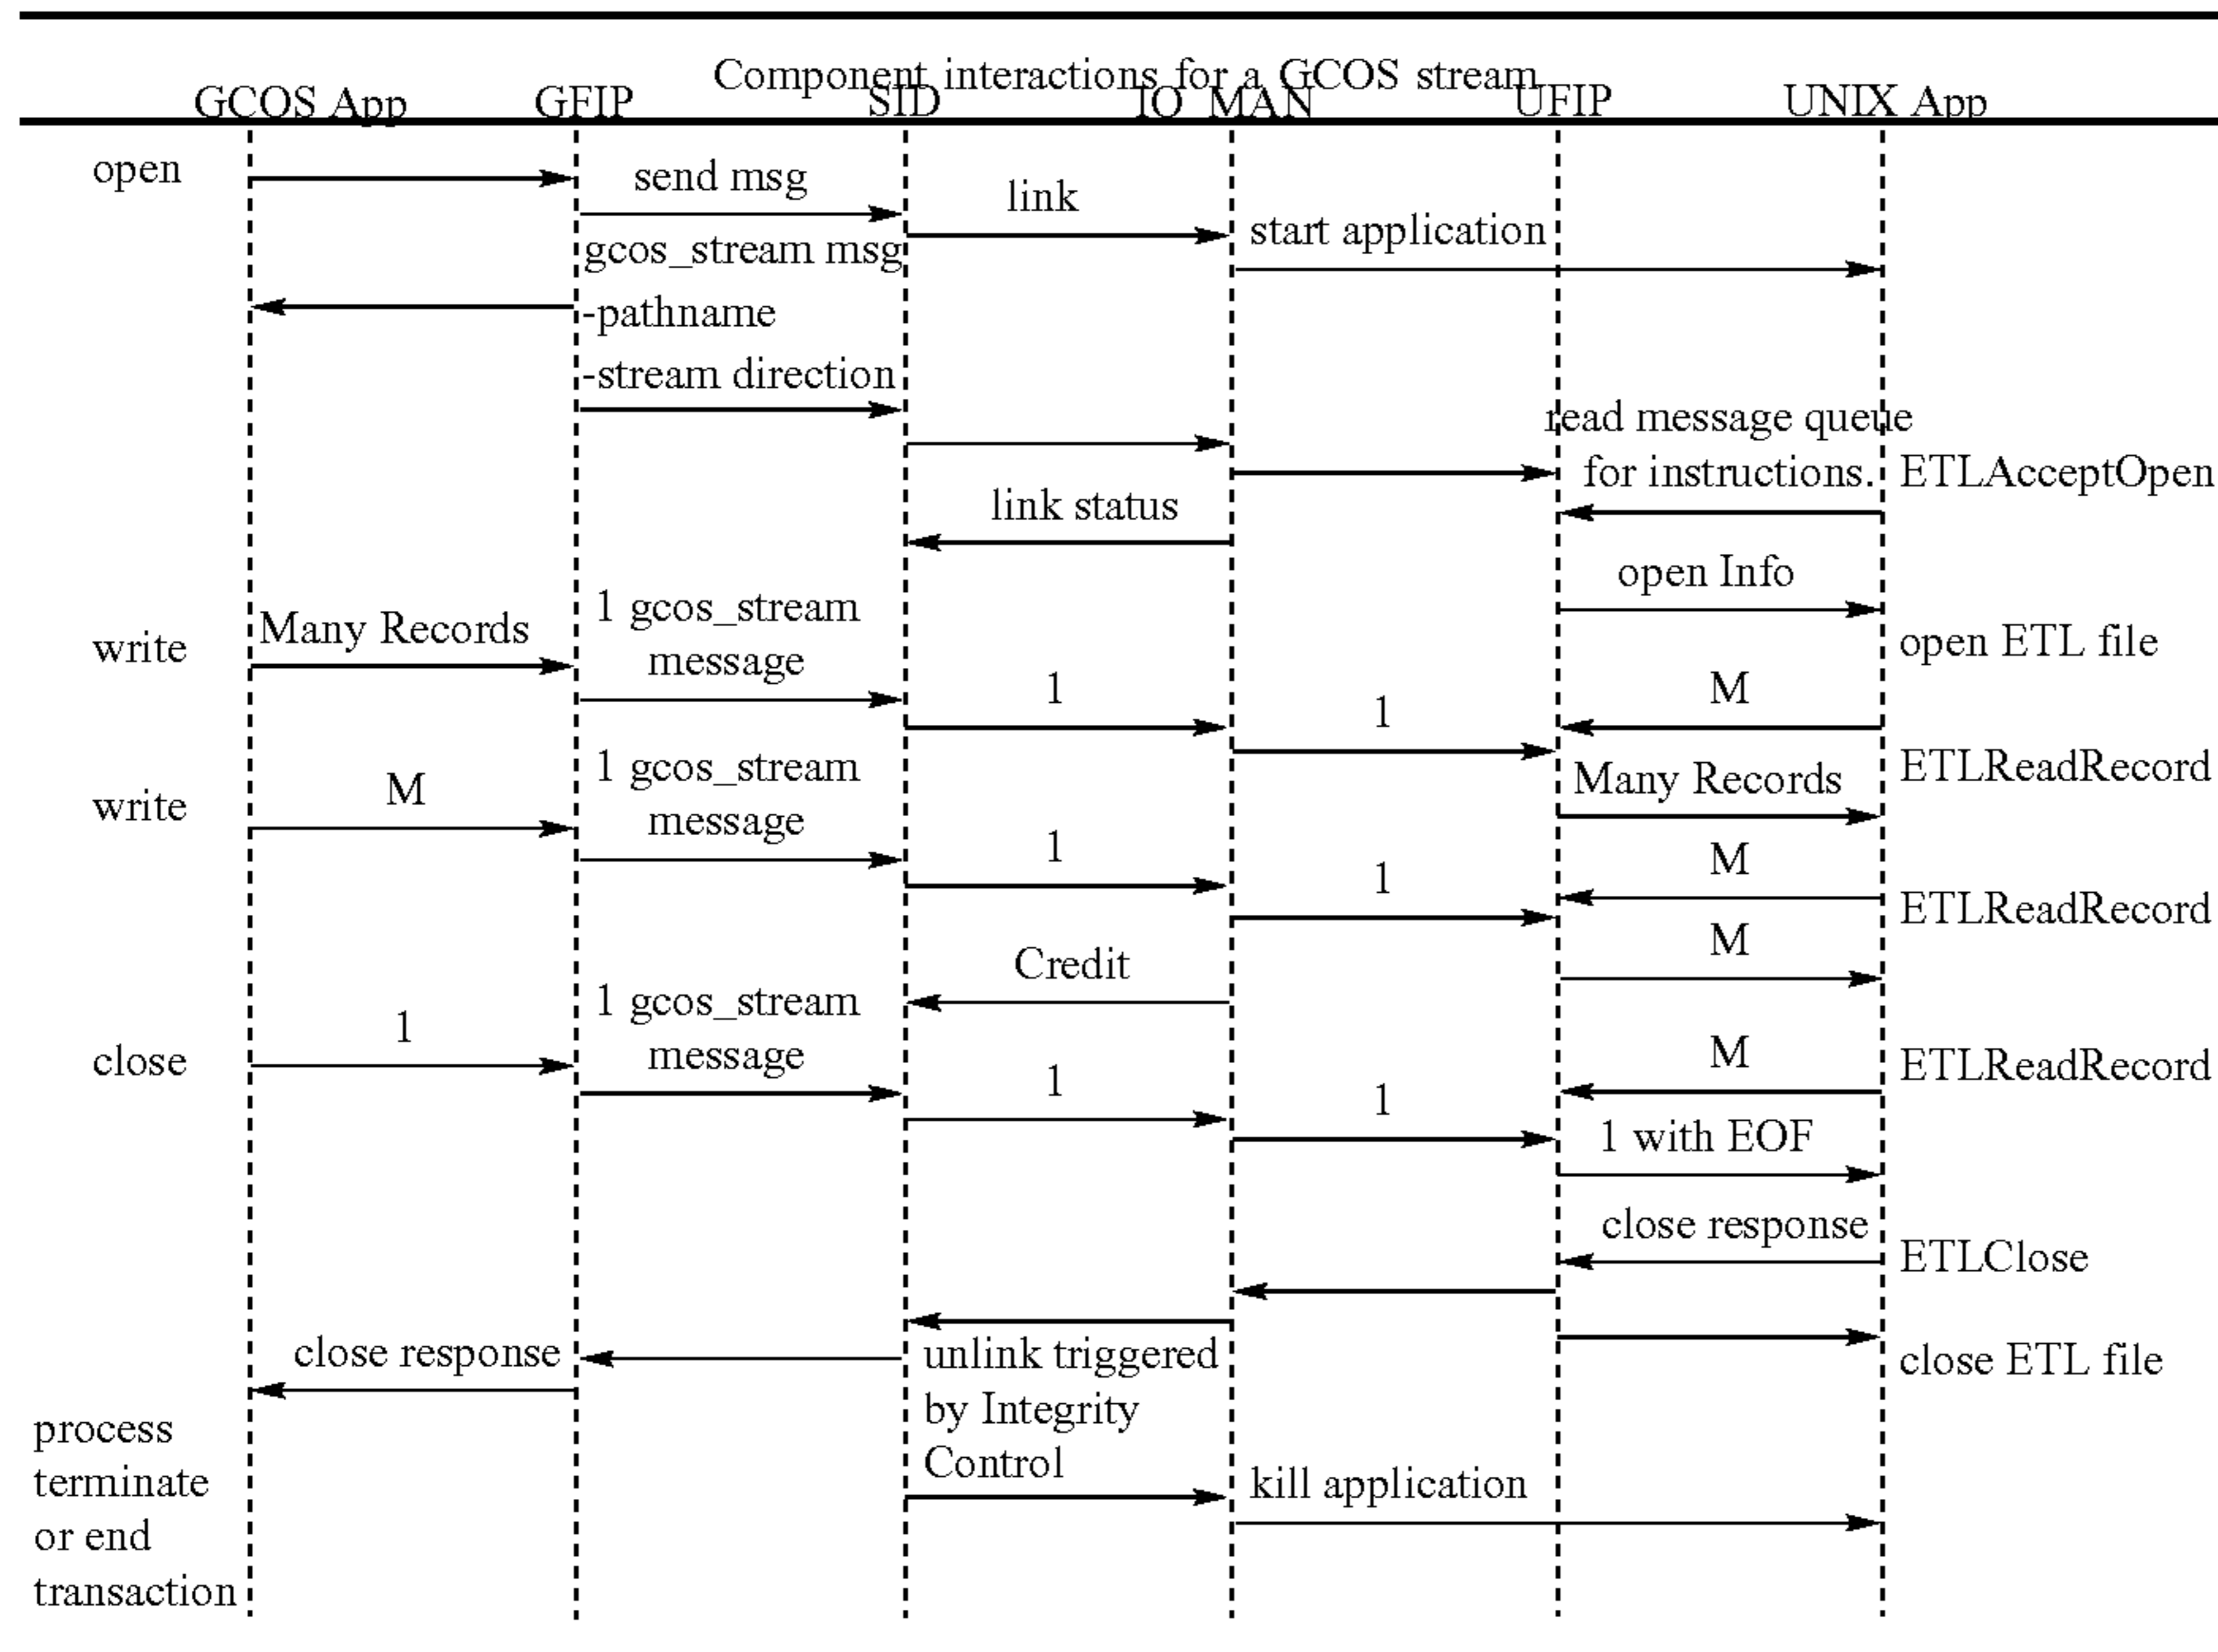 Component interactions for a GCOS stream
GCOS App GFIP SID IO MAN UFIP UNIX App
open
send msg
link
start application
gcos_stream msg
-pathname
-stream direction
read message queue
for instructions.
ETLAcceptOpen
link status
open Info
1 gcos_stream
message
Many Records
write
open ETL file
1
1
M
ETLReadRecord
Many Records
1 gcos_stream
message
M
write
1
1
M
ETLReadRecord
M
Credit
1 gcos_stream
message
1
close
1
1
M
ETLReadRecord
1 with EOF
close response
ETLClose
close response
unlink triggered
by Integrity
Control
close ETL file
kill application
process
terminate
or end
transaction